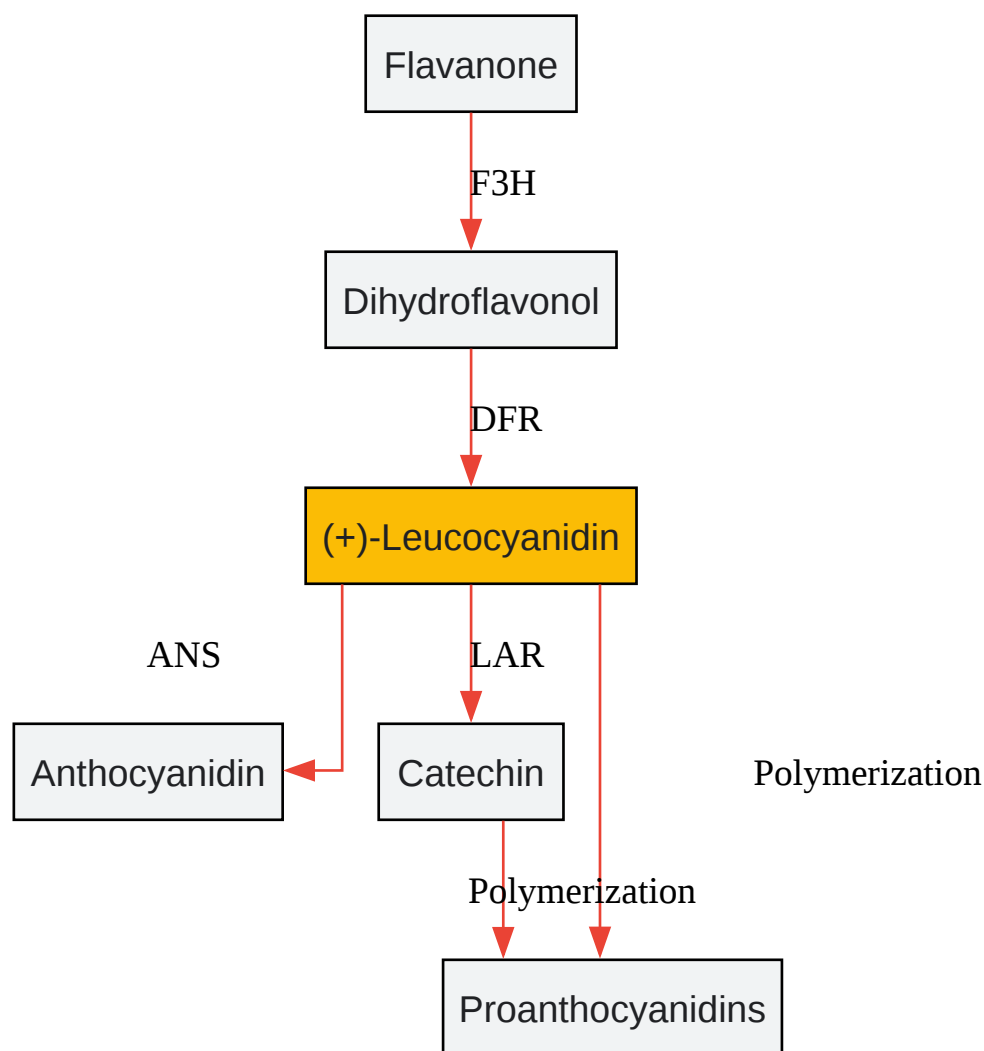 Flavanone
F3H
Dihydroflavonol
DFR
(+)-Leucocyanidin
ANS
LAR
Anthocyanidin
Catechin
Polymerization
Polymerization
Proanthocyanidins